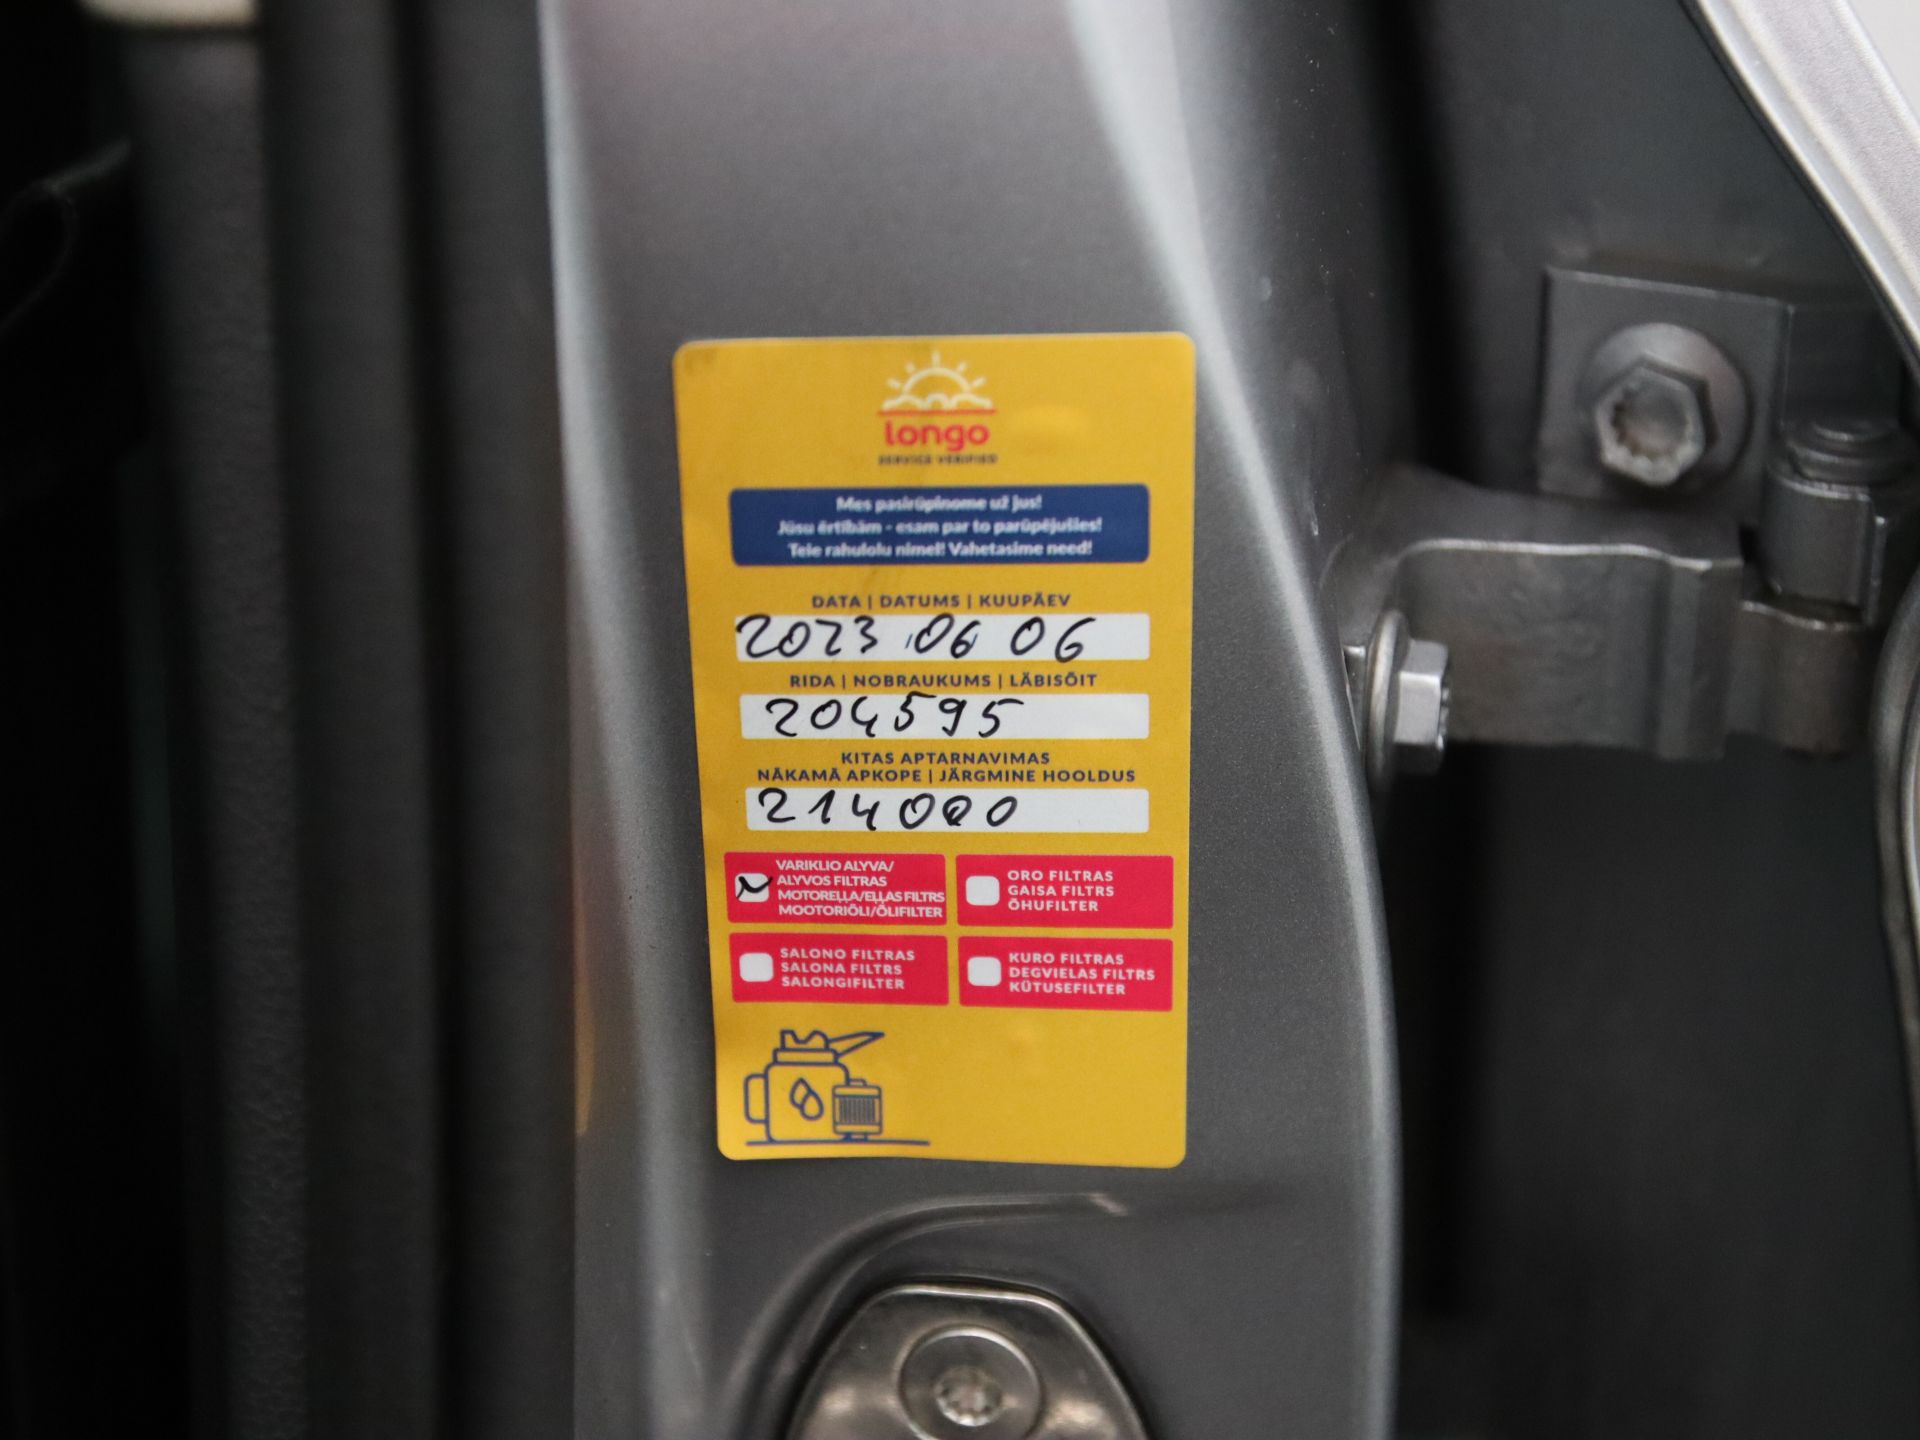 longo
SERVICE VERIFIED
Mes pasirūpinome už jus!
Jūsu ērtībām - esam par to parūpējušies!
Teie rahulolu nimel! Vahetasime need!
DATA | DATUMS | KUUPÄEV
2023 06 06
RIDA | NOBRAUKUMS | LÄBISÕIT
204595
KITAS APTARNAVIMAS
NĀKAMĀ APKOPE | JÄRGMINE HOOLDUS
214000
VARIKLIO ALYVA/
ALYVOS FILTRAS
MOTOREĻĻA/EĻĻAS FILTRS
MOOTORIÕLI/ÕLIFILTER
ORO FILTRAS
GAISA FILTRS
ÕHUFILTER
SALONO FILTRAS
SALONA FILTRS
SALONGIFILTER
KURO FILTRAS
DEGVIELAS FILTRS
KÜTUSEFILTER